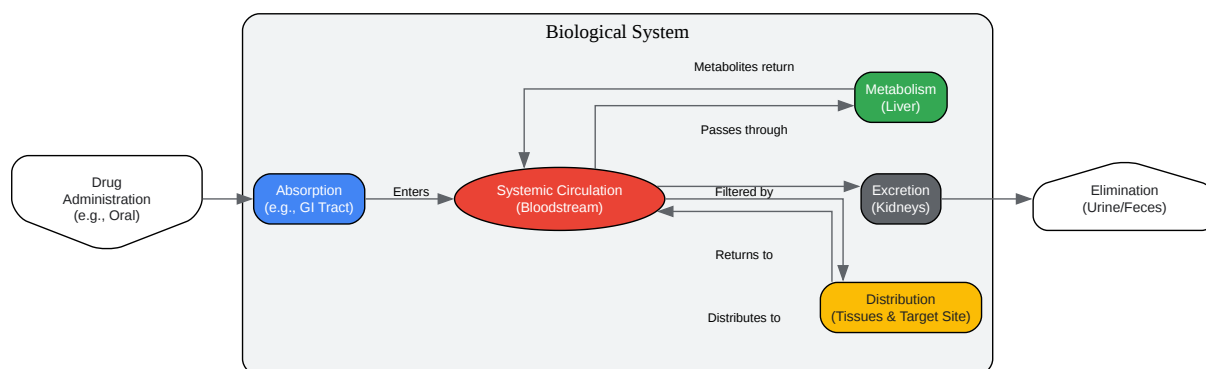 Biological System
Metabolites return
Metabolism
(Liver)
Passes through
Drug
Administration
(e.g., Oral)
Absorption
(e.g., GI Tract)
Enters
Systemic Circulation
(Bloodstream)
Filtered by
Excretion
(Kidneys)
Elimination
(Urine/Feces)
Returns to
Distributes to
Distribution
(Tissues & Target Site)